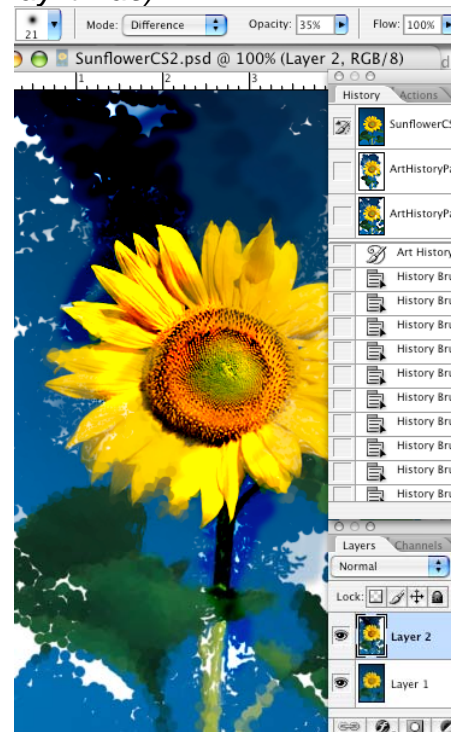 21 Mode: Difference Opacity: 35% Flow: 100%
SunflowerCS2.psd @ 100% (Layer 2, RGB/8)
1 2 3
History Actions
SunflowerCS
ArtHistoryPa
ArtHistoryPa
Art History
History Bru
History Bru
History Bru
History Bru
History Bru
History Bru
History Bru
History Bru
History Bru
History Bru
Layers Channels
Normal
Lock:
Layer 2
Layer 1